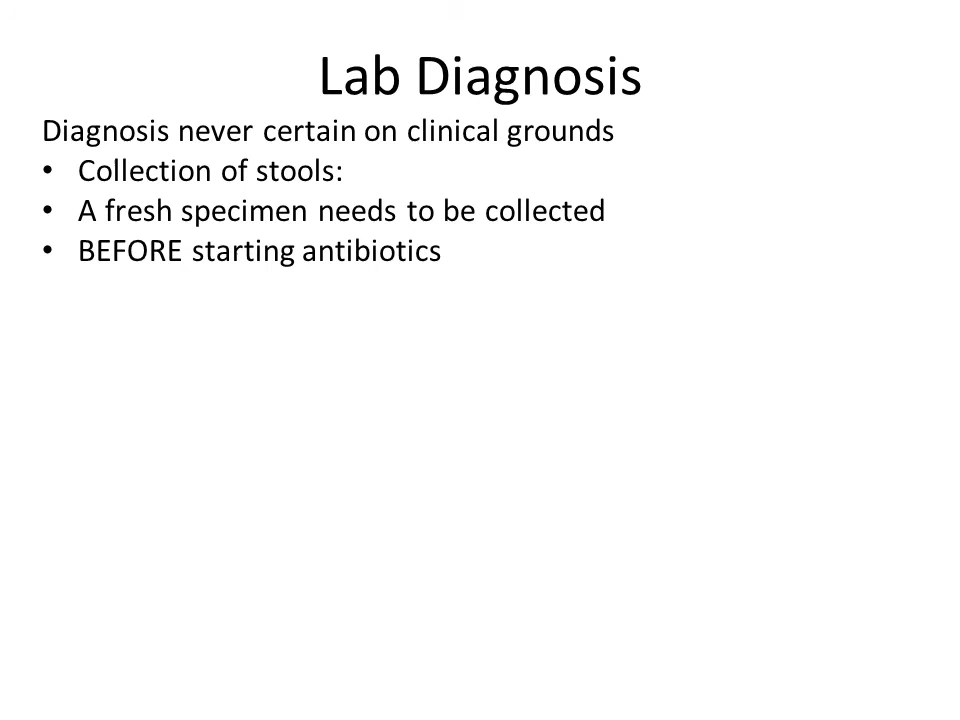 Lab Diagnosis
Diagnosis never certain on clinical grounds
• Collection of stools:
• A fresh specimen needs to be collected
• BEFORE starting antibiotics